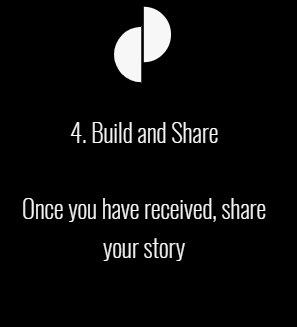 4. Build and Share
Once you have received, share
your story